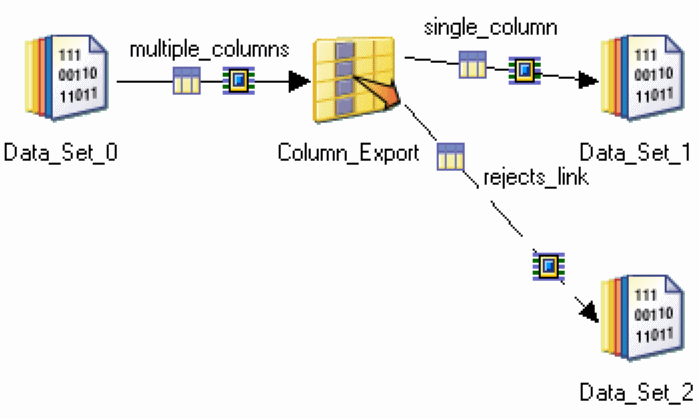 single_column
multiple_columns
111
00110
11011
111
00110
11011
Data_Set_0
Column_Export
Data_Set_1
rejects_link
111
00110
11011
Data_Set_2